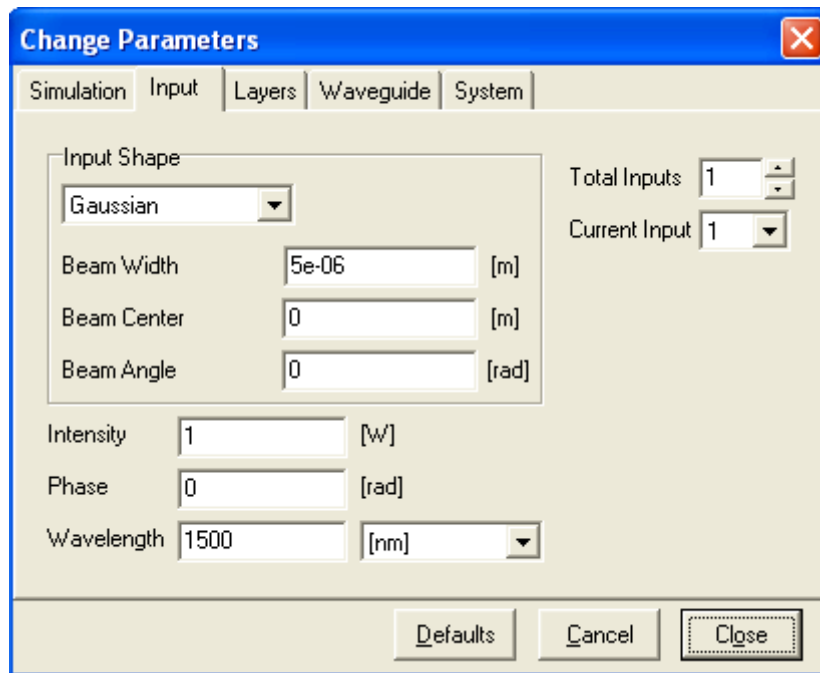 Change Parameters
Simulation Input Layers Waveguide System
Input Shape
Gaussian
Beam Width 5e-06 [m]
Beam Center 0 [m]
Beam Angle 0 [rad]
Total Inputs 1
Current Input 1
Intensity 1 [W]
Phase 0 [rad]
Wavelength 1500 [nm]
Defaults Cancel Close